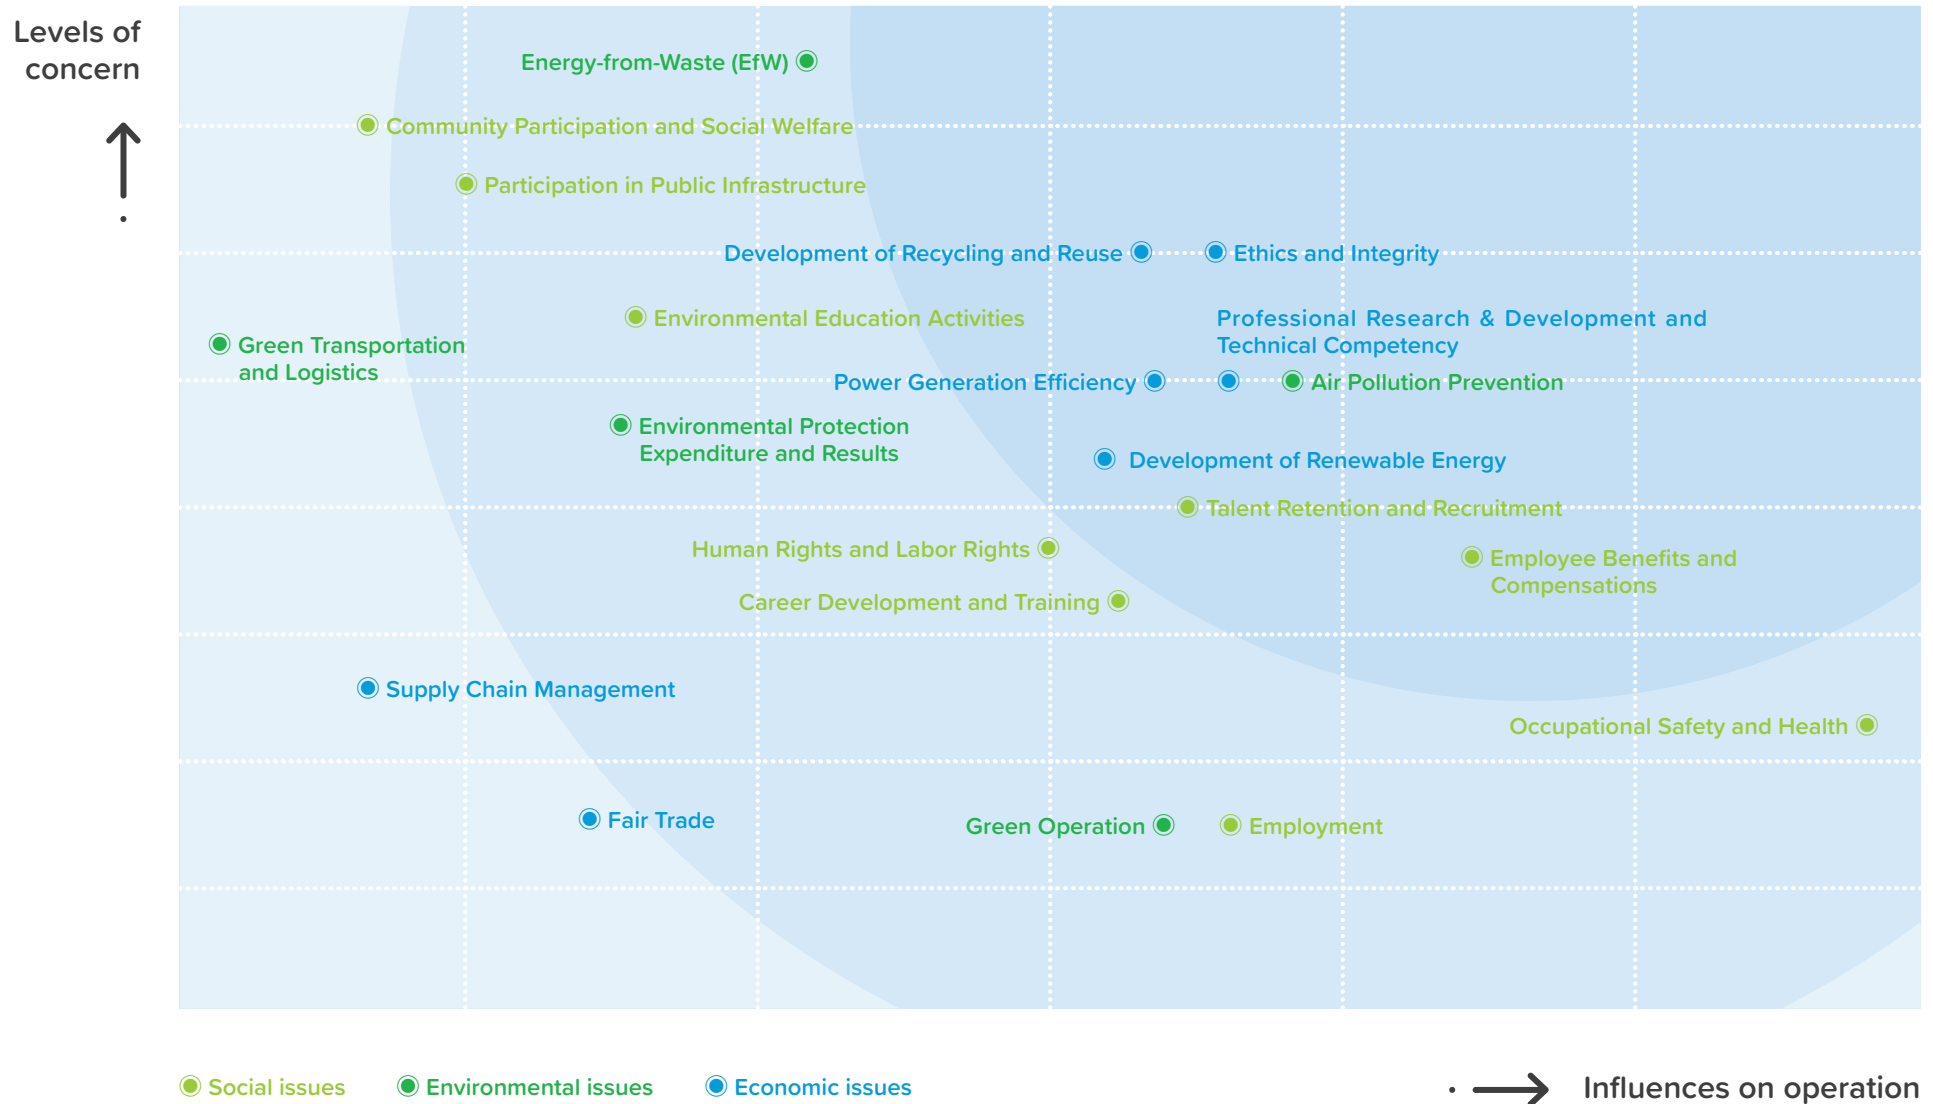 Levels of
concern
Energy-from-Waste (EfW)
Community Participation and Social Welfare
Participation in Public Infrastructure
Development of Recycling and Reuse
Ethics and Integrity
Environmental Education Activities
Professional Research & Development and
Technical Competency
Green Transportation
and Logistics
Power Generation Efficiency
Air Pollution Prevention
Environmental Protection
Expenditure and Results
Development of Renewable Energy
Talent Retention and Recruitment
Human Rights and Labor Rights
Employee Benefits and
Compensations
Career Development and Training
Supply Chain Management
Occupational Safety and Health
Fair Trade
Green Operation
Employment
Social issues
Environmental issues
Economic issues
Influences on operation